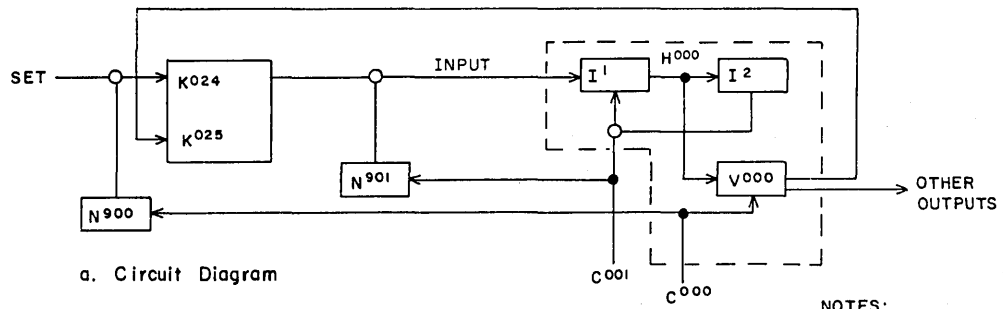 SET
K024
K025
INPUT
I1
H000
I2
N900
N901
V000
OTHER
OUTPUTS
a. Circuit Diagram
C001
C000
NOTES: